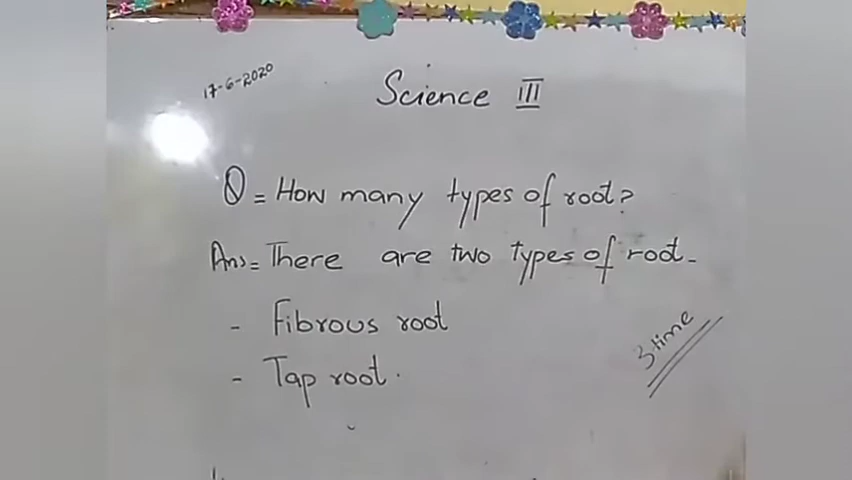 17-6-2020
Science III
Q = How many types of root?
Ans = There are two types of root.
- Fibrous root
- Tap root.
3-time